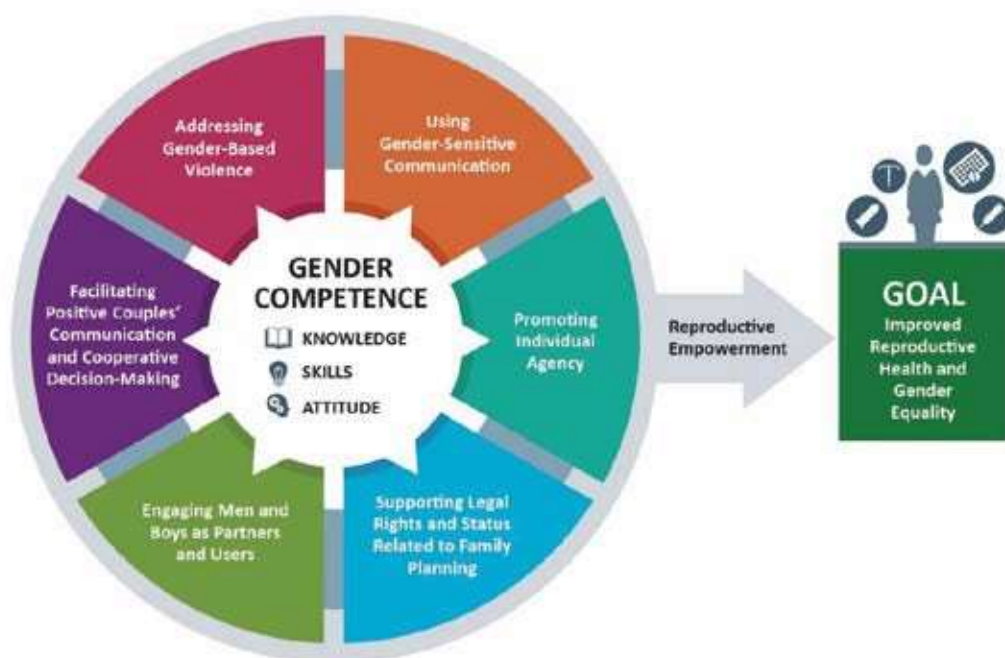 Addressing
Gender-Based
Violence
Using
Gender-Sensitive
Communication
Facilitating
Positive Couples'
Communication
and Cooperative
Decision-Making
GENDER
COMPETENCE
KNOWLEDGE
SKILLS
ATTITUDE
Promoting
Individual
Agency
Engaging Men and
Boys as Partners
and Users
Supporting Legal
Rights and Status
Related to Family
Planning
Reproductive
Empowerment
GOAL
Improved
Reproductive
Health and
Gender
Equality